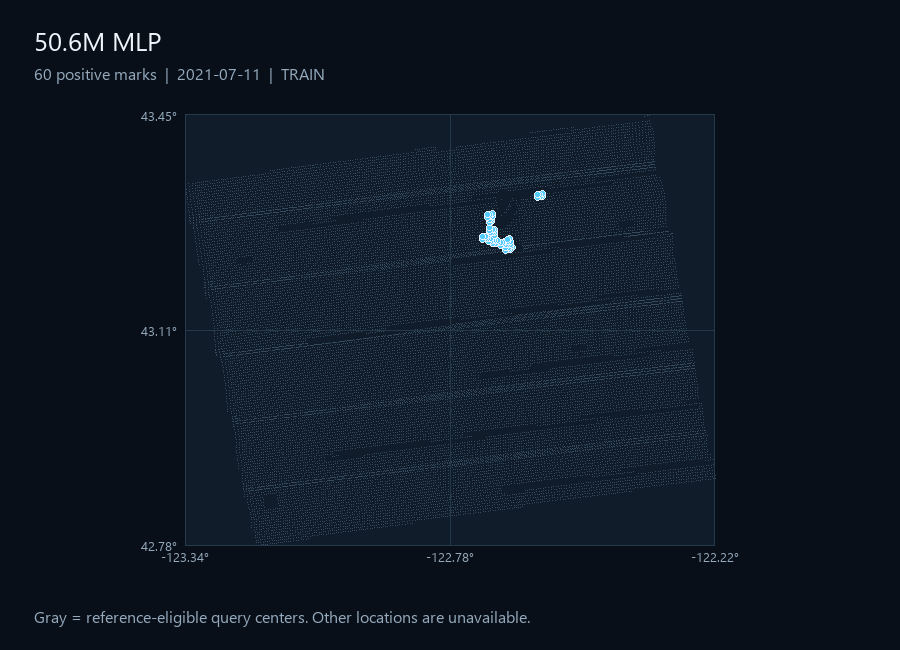 50.6M MLP
60 positive marks | 2021-07-11 | TRAIN
43.45°
43.11°
42.78°
-123.34°
-122.78°
-122.22°
Gray = reference-eligible query centers. Other locations are unavailable.